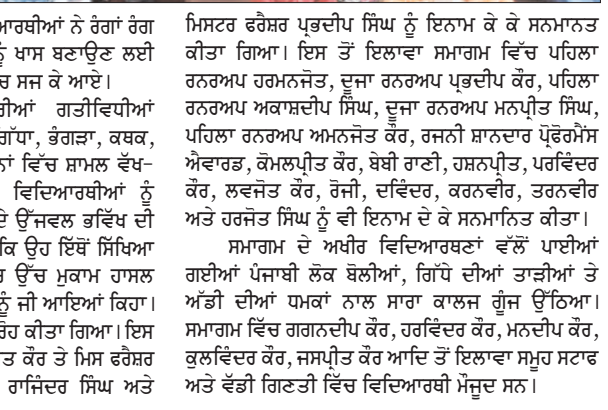 ਆਰਥੀਆਂ ਨੇ ਰੰਗਾਂ ਰੰਗ
ਨੂੰ ਖਾਸ ਬਣਾਉਣ ਲਈ
ਚ ਸਜ ਕੇ ਆਏ।
ਰੀਆਂ ਗਤੀਵਿਧੀਆਂ
ਗਿੱਧਾ, ਭੰਗੜਾ, ਕਥਕ,
ਨਾਂ ਵਿੱਚ ਸ਼ਾਮਲ ਵੱਖ-
ਵਿਦਿਆਰਥੀਆਂ ਨੂੰ
ਦੇ ਉੱਜਵਲ ਭਵਿੱਖ ਦੀ
ਕਿ ਉਹ ਇੱਥੋਂ ਸਿੱਖਿਆ
ਉੱਚ ਮੁਕਾਮ ਹਾਸਲ
ਨੂੰ ਜੀ ਆਇਆਂ ਕਿਹਾ।
ਰੋਹ ਕੀਤਾ ਗਿਆ। ਇਸ
ਤ ਕੌਰ ਤੇ ਮਿਸ ਫਰੈਸ਼ਰ
ਰਾਜਿੰਦਰ ਸਿੰਘ ਅਤੇ
ਮਿਸਟਰ ਫਰੈਸ਼ਰ ਪ੍ਰਭਦੀਪ ਸਿੰਘ ਨੂੰ ਇਨਾਮ ਕੇ ਕੇ ਸਨਮਾਨਤ
ਕੀਤਾ ਗਿਆ। ਇਸ ਤੋਂ ਇਲਾਵਾ ਸਮਾਗਮ ਵਿੱਚ ਪਹਿਲਾ
ਰਨਰਅਪ ਹਰਮਨਜੋਤ, ਦੂਜਾ ਰਨਰਅਪ ਪ੍ਰਭਦੀਪ ਕੌਰ, ਪਹਿਲਾ
ਰਨਰਅਪ ਅਕਾਸ਼ਦੀਪ ਸਿੰਘ, ਦੂਜਾ ਰਨਰਅਪ ਮਨਪ੍ਰੀਤ ਸਿੰਘ,
ਪਹਿਲਾ ਰਨਰਅਪ ਅਮਨਜੋਤ ਕੌਰ, ਰਜਨੀ ਸ਼ਾਨਦਾਰ ਪ੍ਰੋਫੋਰਮੈਂਸ
ਐਵਾਰਡ, ਕੋਮਲਪ੍ਰੀਤ ਕੌਰ, ਬੇਬੀ ਰਾਣੀ, ਹਸ਼ਨਪ੍ਰੀਤ, ਪਰਵਿੰਦਰ
ਕੌਰ, ਲਵਜੋਤ ਕੌਰ, ਰੋਜੀ, ਦਵਿੰਦਰ, ਕਰਨਵੀਰ, ਤਰਨਵੀਰ
ਅਤੇ ਹਰਜੋਤ ਸਿੰਘ ਨੂੰ ਵੀ ਇਨਾਮ ਦੇ ਕੇ ਸਨਮਾਨਿਤ ਕੀਤਾ।
ਸਮਾਗਮ ਦੇ ਅਖੀਰ ਵਿਦਿਆਰਥਣਾਂ ਵੱਲੋਂ ਪਾਈਆਂ
ਗਈਆਂ ਪੰਜਾਬੀ ਲੋਕ ਬੋਲੀਆਂ, ਗਿੱਧੇ ਦੀਆਂ ਤਾੜੀਆਂ ਤੇ
ਅੱਡੀ ਦੀਆਂ ਧਮਕਾਂ ਨਾਲ ਸਾਰਾ ਕਾਲਜ ਗੂੰਜ ਉੱਠਿਆ।
ਸਮਾਗਮ ਵਿੱਚ ਗਗਨਦੀਪ ਕੌਰ, ਹਰਵਿੰਦਰ ਕੌਰ, ਮਨਦੀਪ ਕੌਰ,
ਕੁਲਵਿੰਦਰ ਕੌਰ, ਜਸਪ੍ਰੀਤ ਕੌਰ ਆਦਿ ਤੋਂ ਇਲਾਵਾ ਸਮੂਹ ਸਟਾਫ
ਅਤੇ ਵੱਡੀ ਗਿਣਤੀ ਵਿੱਚ ਵਿਦਿਆਰਥੀ ਮੌਜੂਦ ਸਨ।